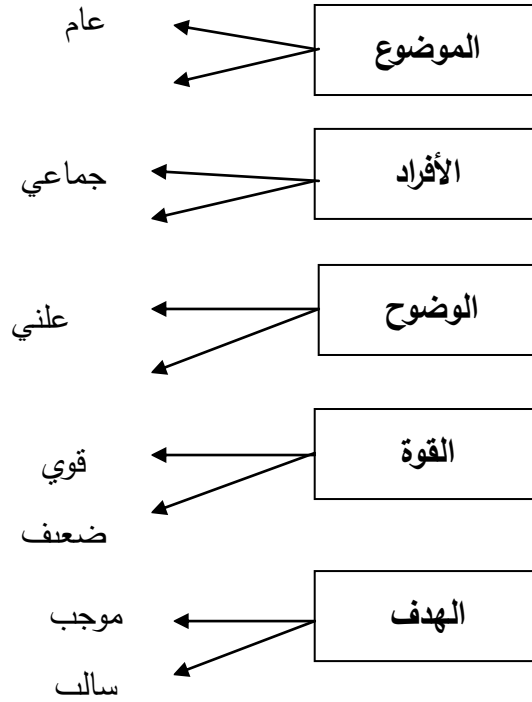 عام
الموضوع
الأفراد
جماعي
الوضوح
علني
القوة
قوي
ضعيف
الهدف
موجب
سالب